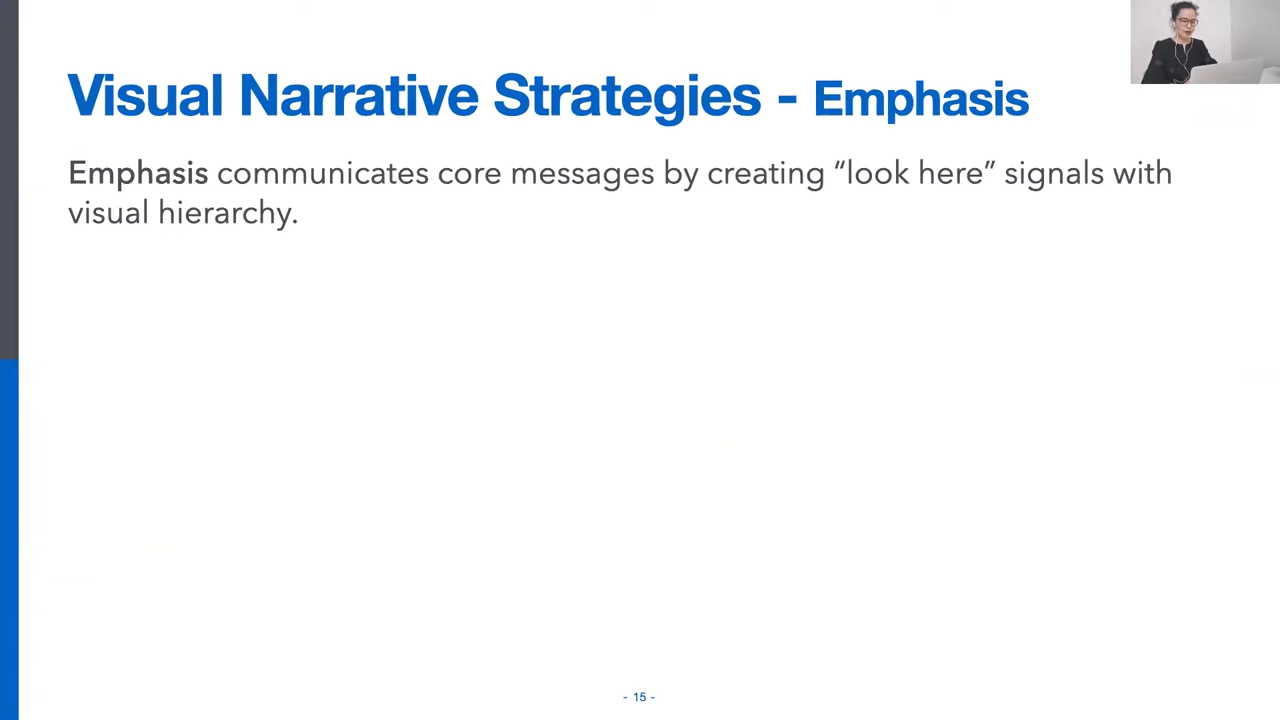 Visual Narrative Strategies - Emphasis
Emphasis communicates core messages by creating “look here” signals with
visual hierarchy.
- 15 -